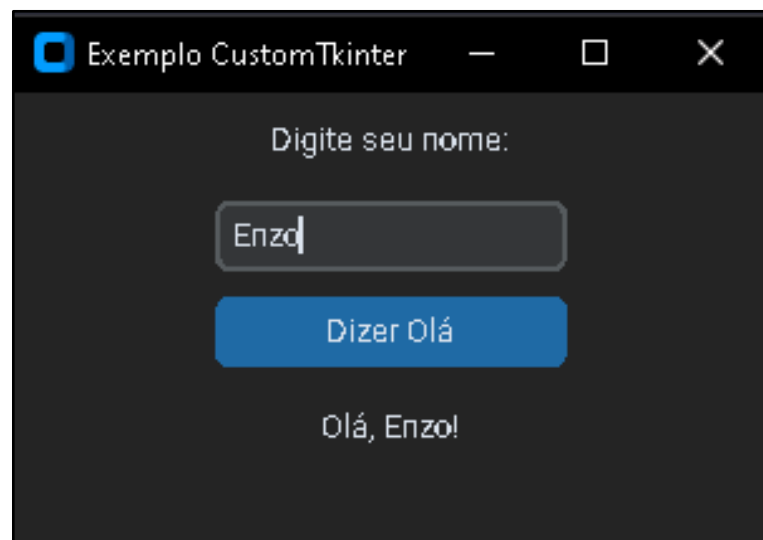 Exemplo CustomTkinter
Digite seu nome:
Enzo
Dizer Olá
Olá, Enzo!